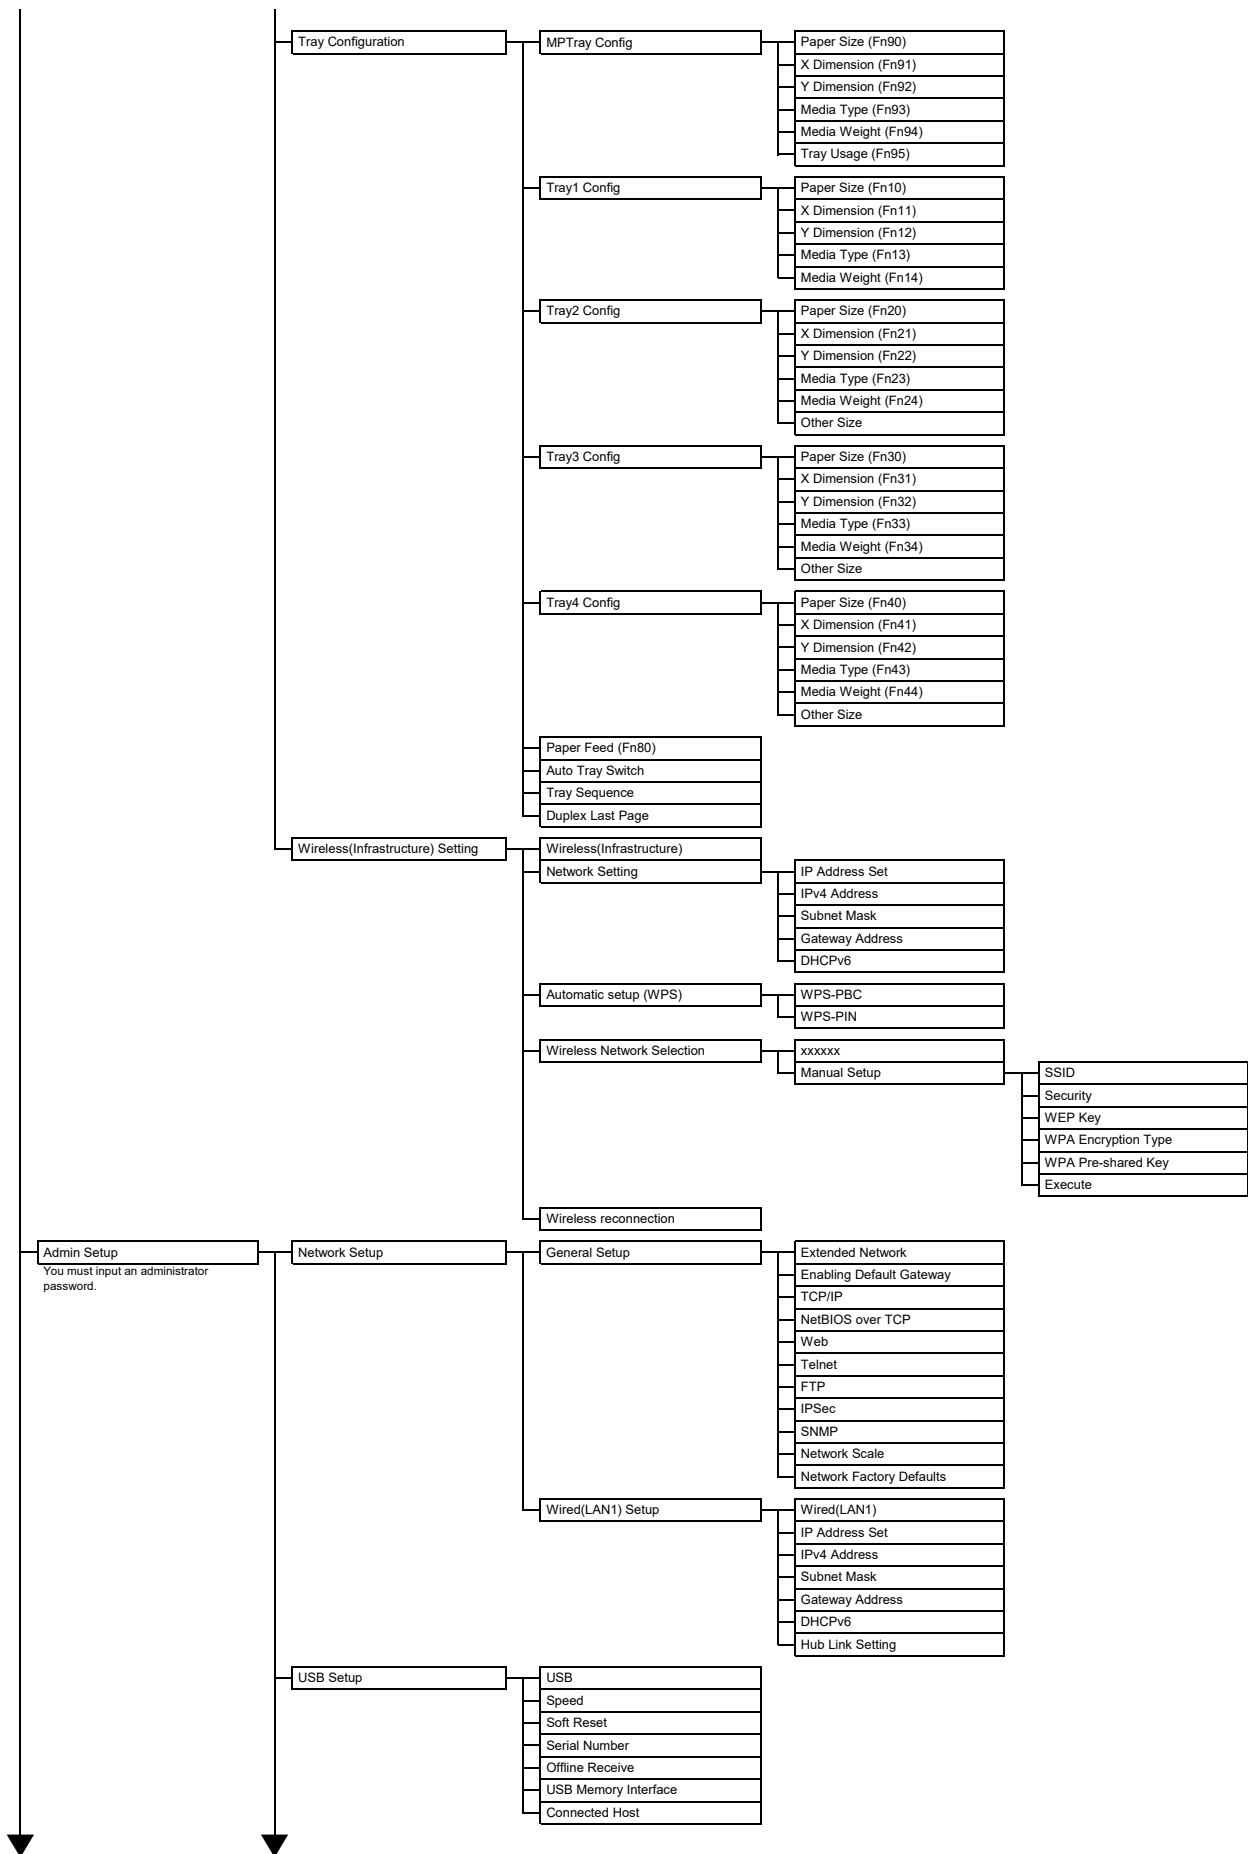 Tray Configuration
MPTray Config
Paper Size (Fn90)
X Dimension (Fn91)
Y Dimension (Fn92)
Media Type (Fn93)
Media Weight (Fn94)
Tray Usage (Fn95)
Tray1 Config
Paper Size (Fn10)
X Dimension (Fn11)
Y Dimension (Fn12)
Media Type (Fn13)
Media Weight (Fn14)
Tray2 Config
Paper Size (Fn20)
X Dimension (Fn21)
Y Dimension (Fn22)
Media Type (Fn23)
Media Weight (Fn24)
Other Size
Tray3 Config
Paper Size (Fn30)
X Dimension (Fn31)
Y Dimension (Fn32)
Media Type (Fn33)
Media Weight (Fn34)
Other Size
Tray4 Config
Paper Size (Fn40)
X Dimension (Fn41)
Y Dimension (Fn42)
Media Type (Fn43)
Media Weight (Fn44)
Other Size
Paper Feed (Fn80)
Auto Tray Switch
Tray Sequence
Duplex Last Page
Wireless(Infrastructure) Setting
Wireless(Infrastructure)
Network Setting
IP Address Set
IPv4 Address
Subnet Mask
Gateway Address
DHCPv6
Automatic setup (WPS)
WPS-PBC
WPS-PIN
Wireless Network Selection
xxxxxx
Manual Setup
SSID
Security
WEP Key
WPA Encryption Type
WPA Pre-shared Key
Execute
Wireless reconnection
Admin Setup
You must input an administrator
password.
Network Setup
General Setup
Extended Network
Enabling Default Gateway
TCP/IP
NetBIOS over TCP
Web
Telnet
FTP
IPSec
SNMP
Network Scale
Network Factory Defaults
Wired(LAN1) Setup
Wired(LAN1)
IP Address Set
IPv4 Address
Subnet Mask
Gateway Address
DHCPv6
Hub Link Setting
USB Setup
USB
Speed
Soft Reset
Serial Number
Offline Receive
USB Memory Interface
Connected Host